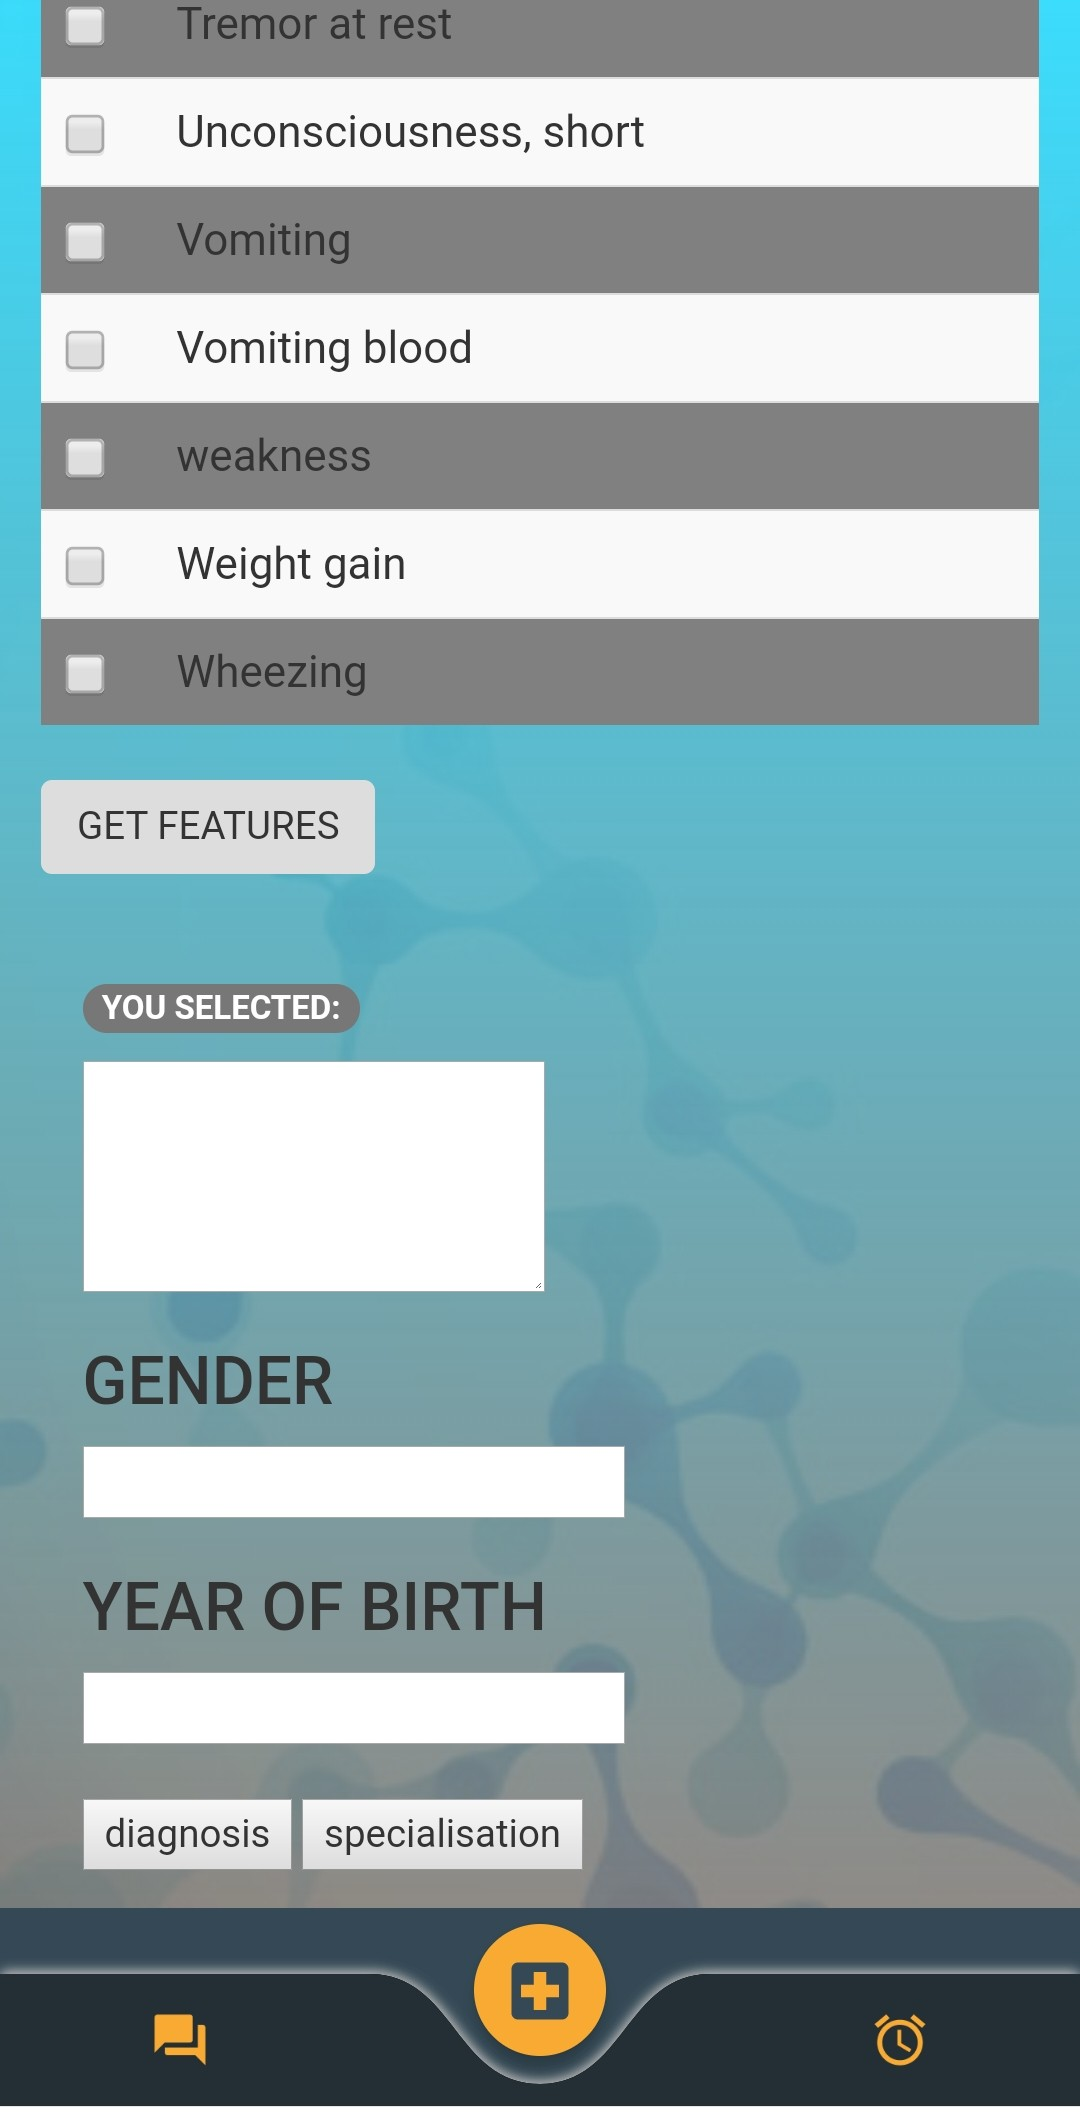 Tremor at rest
Unconsciousness, short
Vomiting
Vomiting blood
weakness
Weight gain
Wheezing
GET FEATURES
YOU SELECTED:
GENDER
YEAR OF BIRTH
diagnosis specialisation